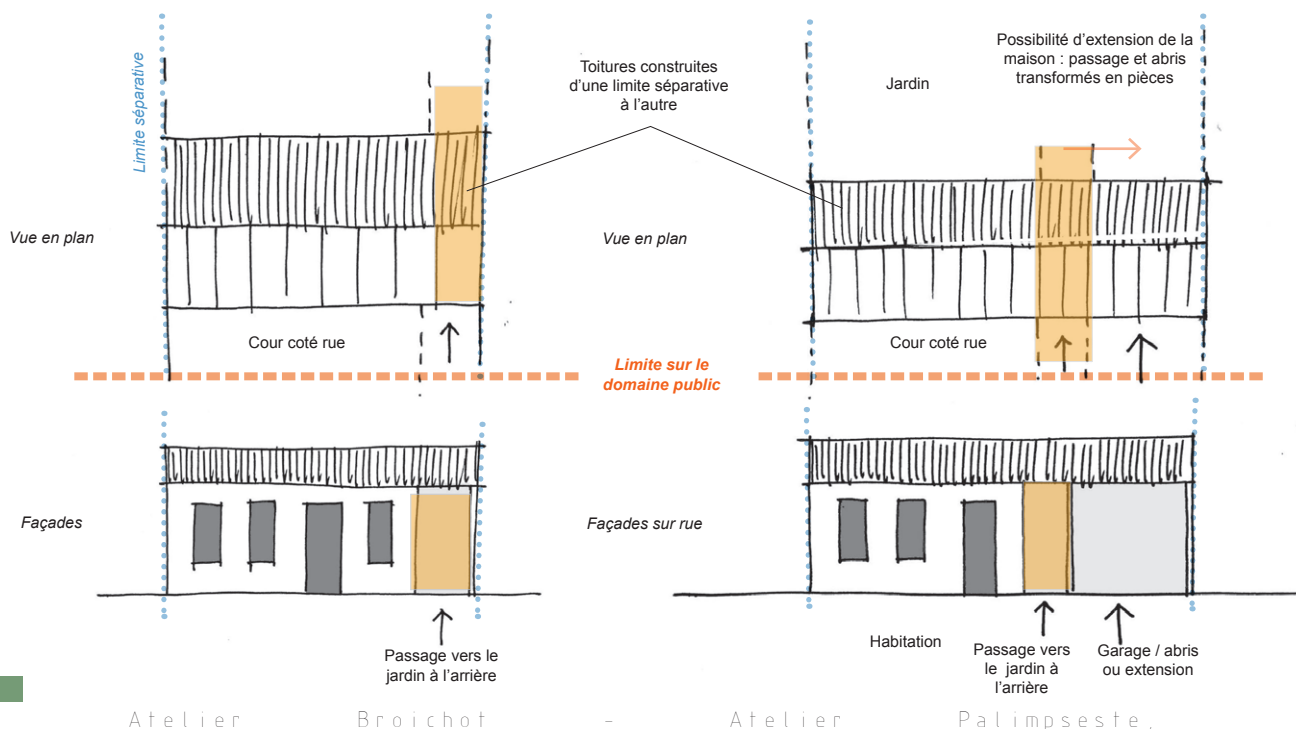 Limite séparative
Toitures construites
d'une limite séparative
à l'autre
Possibilité d'extension de la
maison : passage et abris
transformés en pièces
Jardin
Vue en plan
Vue en plan
Cour coté rue
Cour coté rue
Limite sur le
domaine public
Façades
Façades sur rue
Passage vers le
jardin à l'arrière
Habitation
Passage vers
le jardin à
l'arrière
Garage / abris
ou extension
Atelier Broichot - Atelier Palimpseste,